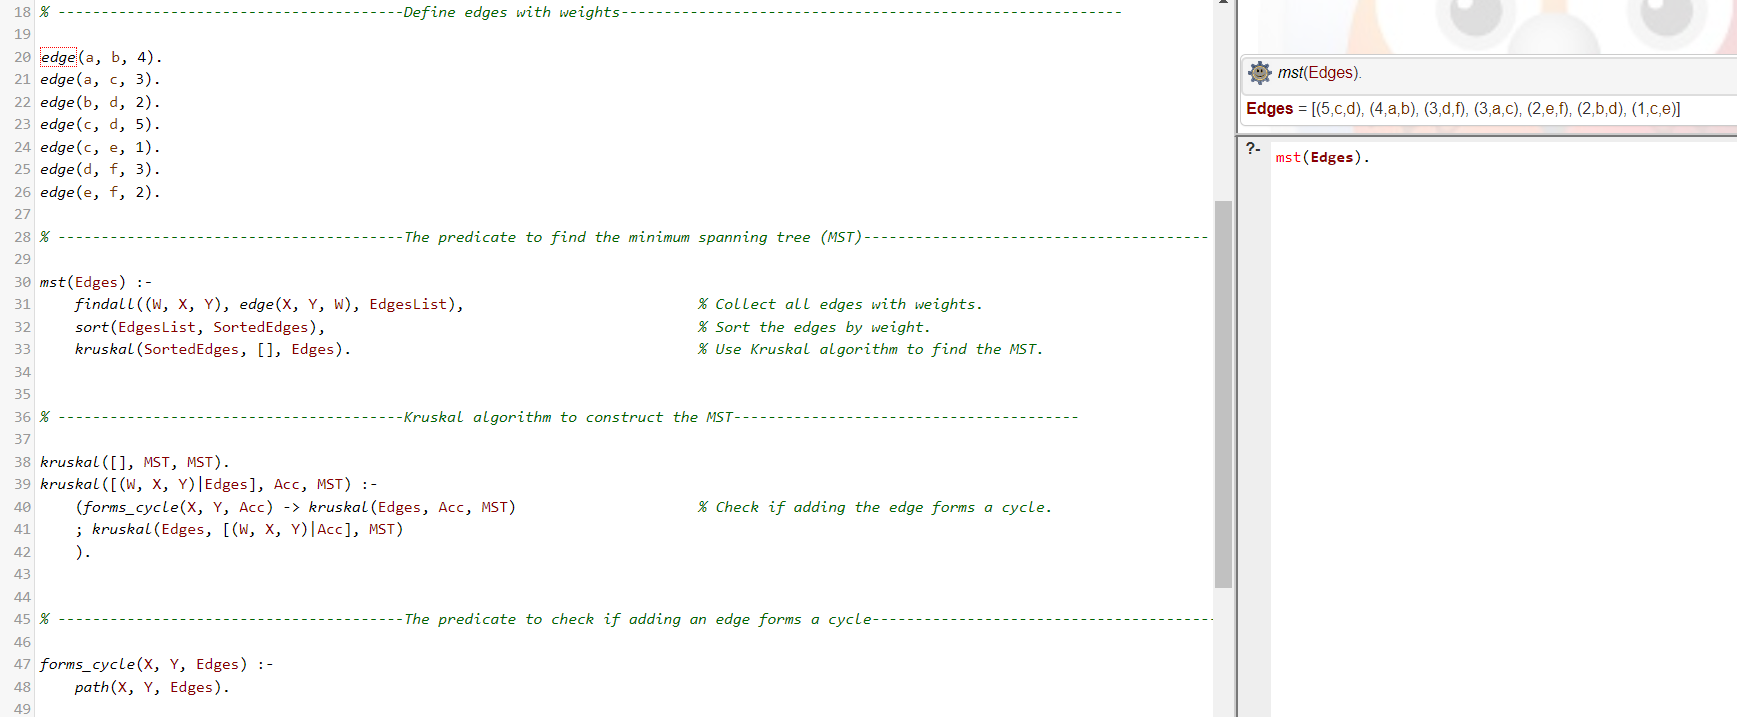 18 % ----------------------------------------Define edges with weights----------------------------------------------------------
19
20 edge(a, b, 4).
21 edge(a, c, 3).
22 edge(b, d, 2).
23 edge(c, d, 5).
24 edge(c, e, 1).
25 edge(d, f, 3).
26 edge(e, f, 2).
27
28 % ----------------------------------------The predicate to find the minimum spanning tree (MST)----------------------------------------
29
30 mst(Edges) :-
31 findall((W, X, Y), edge(X, Y, W), EdgesList), % Collect all edges with weights.
32 sort(EdgesList, SortedEdges), % Sort the edges by weight.
33 kruskal(SortedEdges, [], Edges). % Use Kruskal algorithm to find the MST.
34
35
36 % ----------------------------------------Kruskal algorithm to construct the MST----------------------------------------
37
38 kruskal([], MST, MST).
39 kruskal([(W, X, Y)|Edges], Acc, MST) :-
40 (forms_cycle(X, Y, Acc) -> kruskal(Edges, Acc, MST) % Check if adding the edge forms a cycle.
41 ; kruskal(Edges, [(W, X, Y)|Acc], MST)
42 ).
43
44
45 % ----------------------------------------The predicate to check if adding an edge forms a cycle----------------------------------------
46
47 forms_cycle(X, Y, Edges) :-
48 path(X, Y, Edges).
49
mst(Edges).
Edges = [(5,c,d), (4,a,b), (3,d,f), (3,a,c), (2,e,f), (2,b,d), (1,c,e)]
?- mst(Edges).